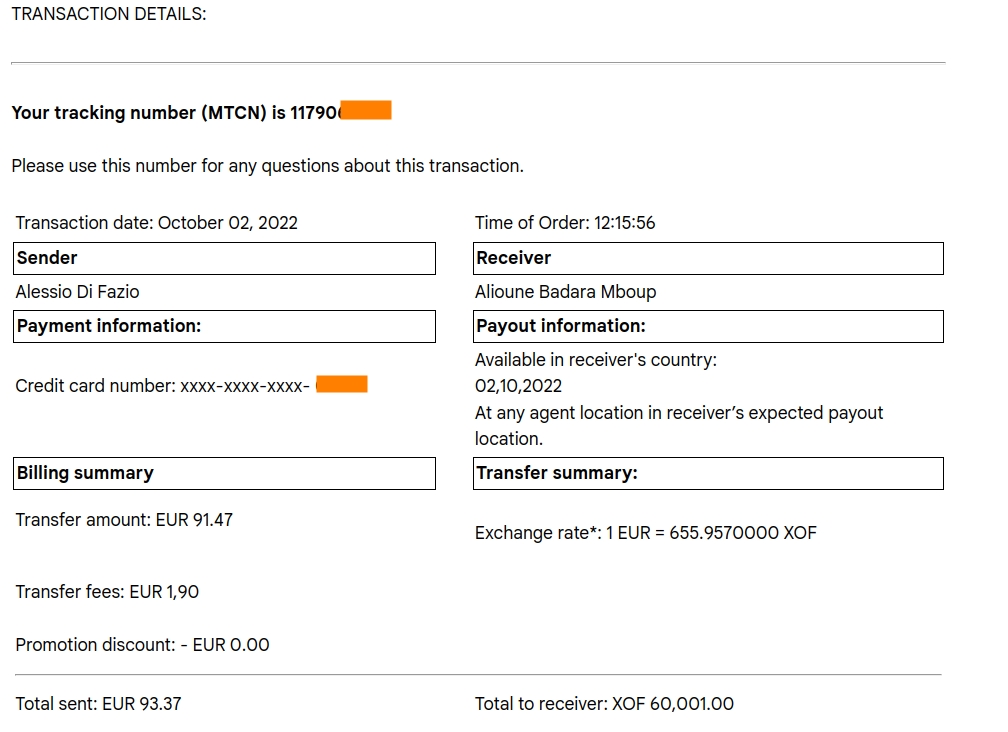 TRANSACTION DETAILS:
Your tracking number (MTCN) is 11790
Please use this number for any questions about this transaction.
Transaction date: October 02, 2022
Time of Order: 12:15:56
Sender
Receiver
Alessio Di Fazio
Alioune Badara Mboup
Payment information:
Payout information:
Available in receiver's country:
Credit card number: xxxx-xxxx-xxxx-
02,10,2022
At any agent location in receiver’s expected payout
location.
Billing summary
Transfer summary:
Transfer amount: EUR 91.47
Exchange rate*: 1 EUR = 655.9570000 XOF
Transfer fees: EUR 1,90
Promotion discount: - EUR 0.00
Total sent: EUR 93.37
Total to receiver: XOF 60,001.00